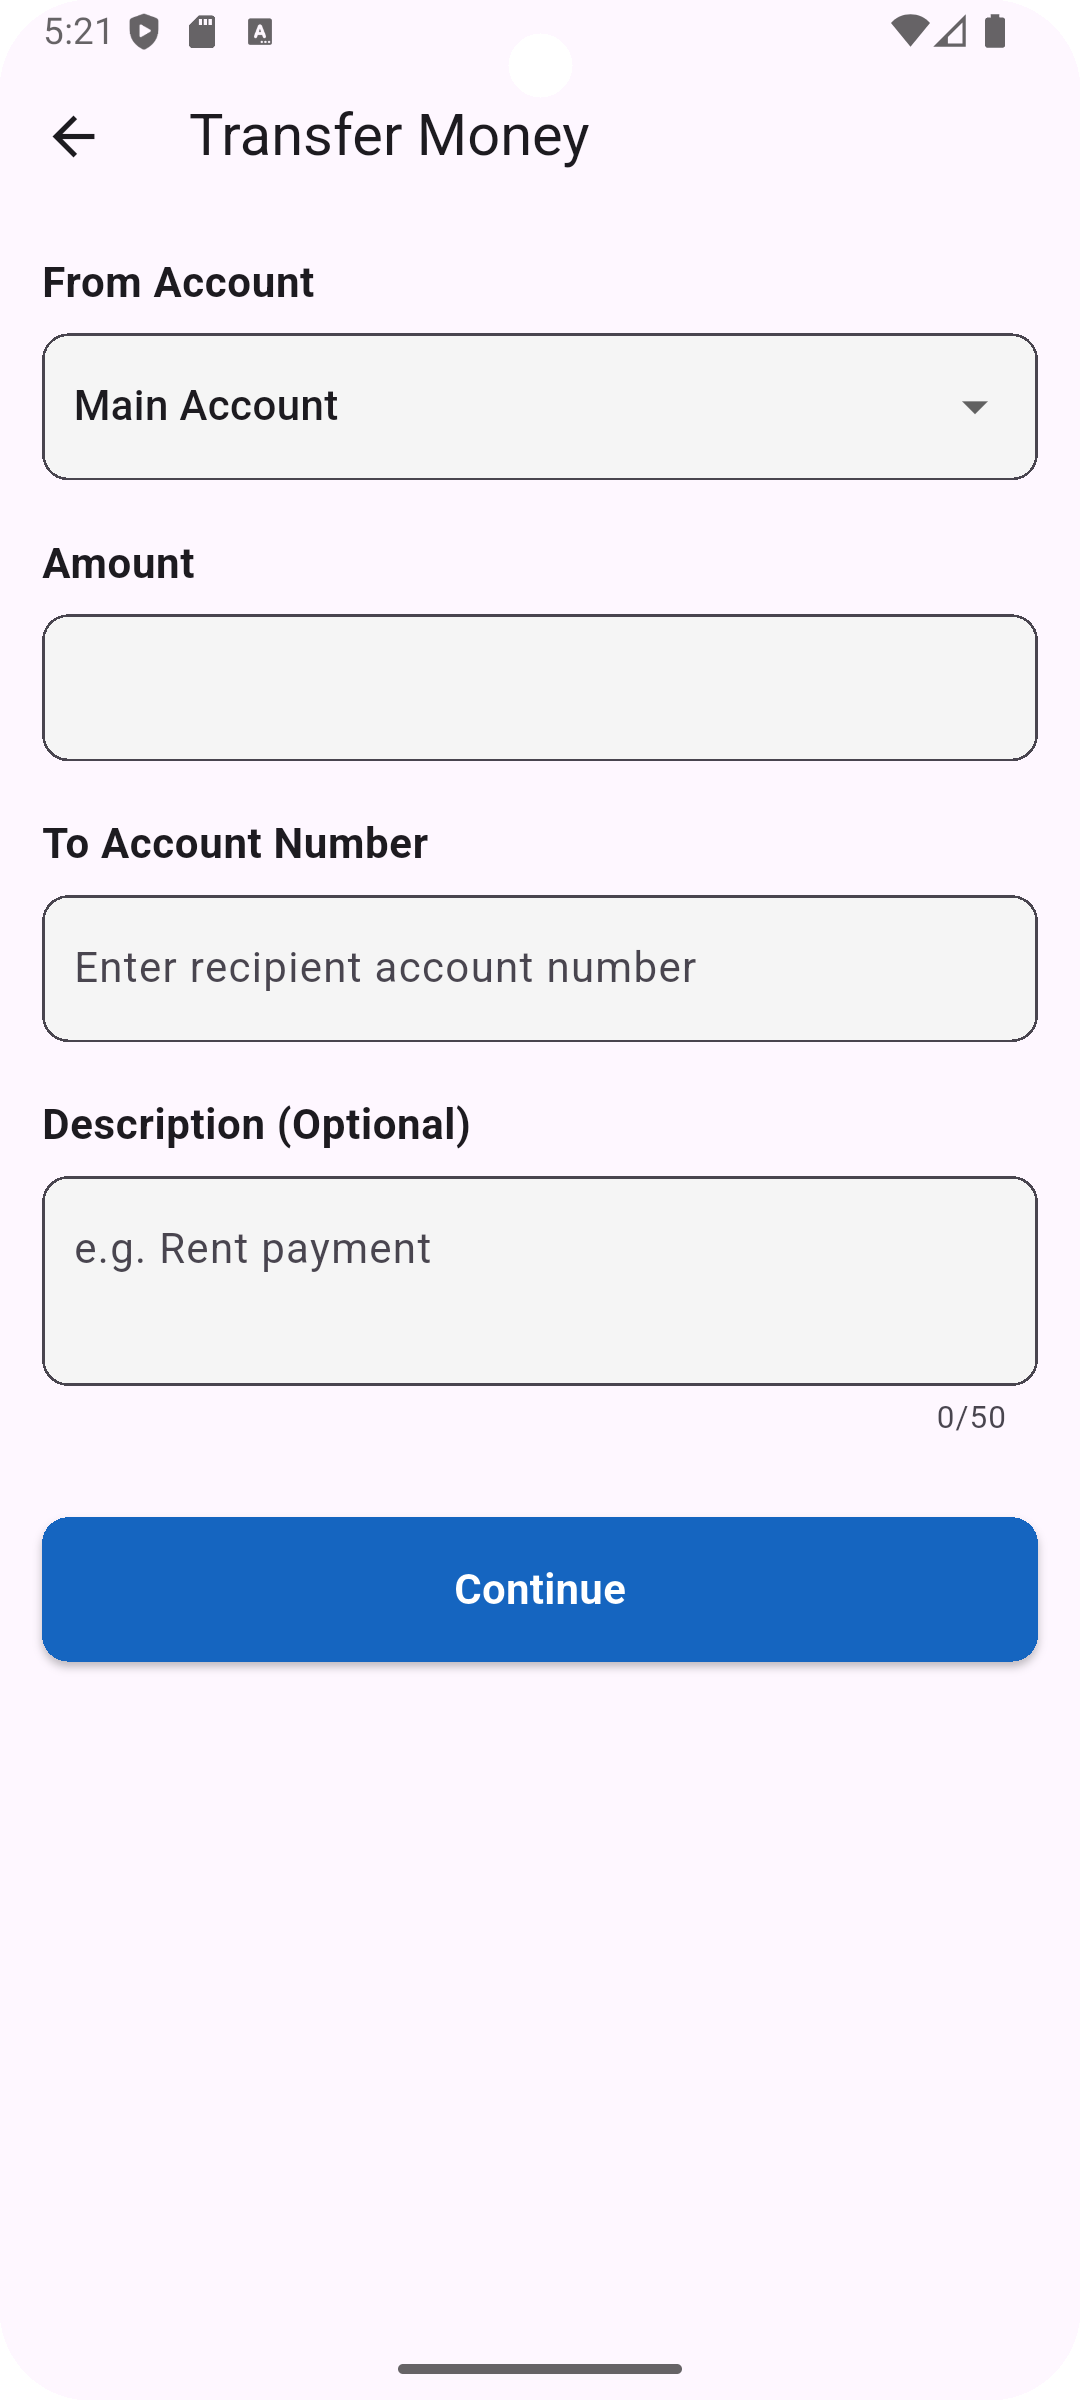 5:21
Transfer Money
From Account
Main Account
Amount
To Account Number
Enter recipient account number
Description (Optional)
e.g. Rent payment
0/50
Continue